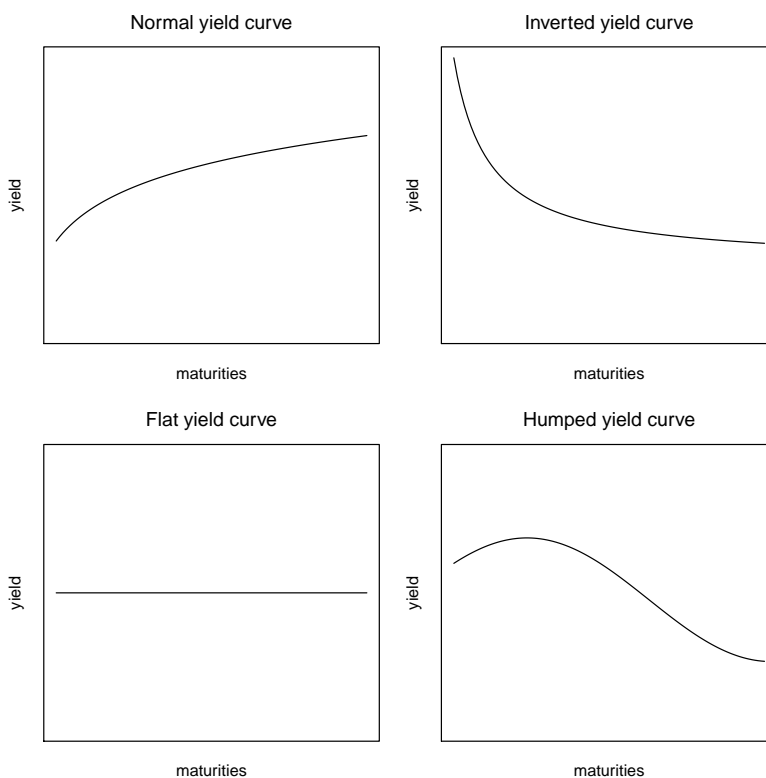 Normal yield curve
yield
maturities
Inverted yield curve
yield
maturities
Flat yield curve
yield
maturities
Humped yield curve
yield
maturities